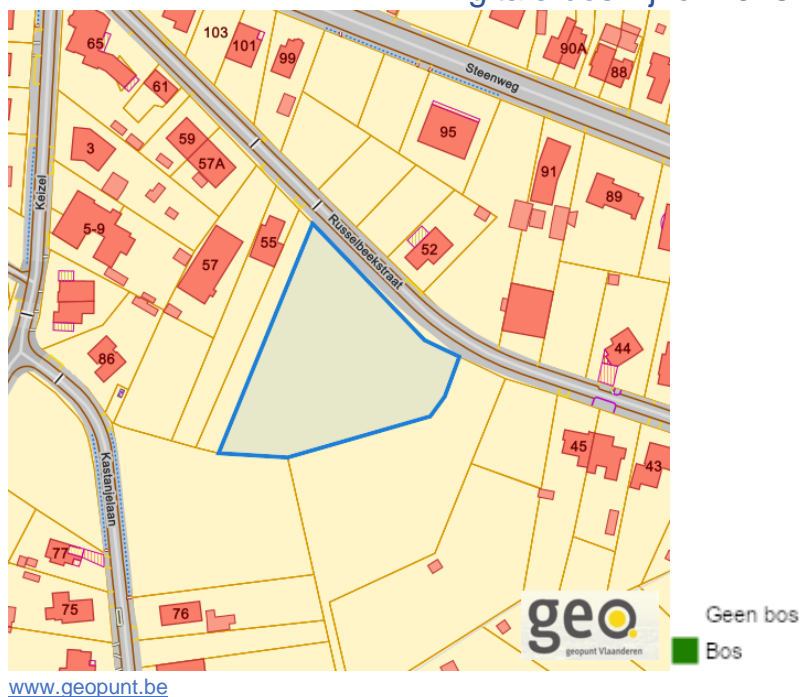 65
103
101
99
90A
88
Steenweg
61
95
59
57A
3
91
89
Keizel
5-9
57
55
Russelbeekstraat
52
86
44
45
43
Kastanjelaan
77
75
76
geo
geopunt Vlaanderen
Geen bos
Bos
www.geopunt.be